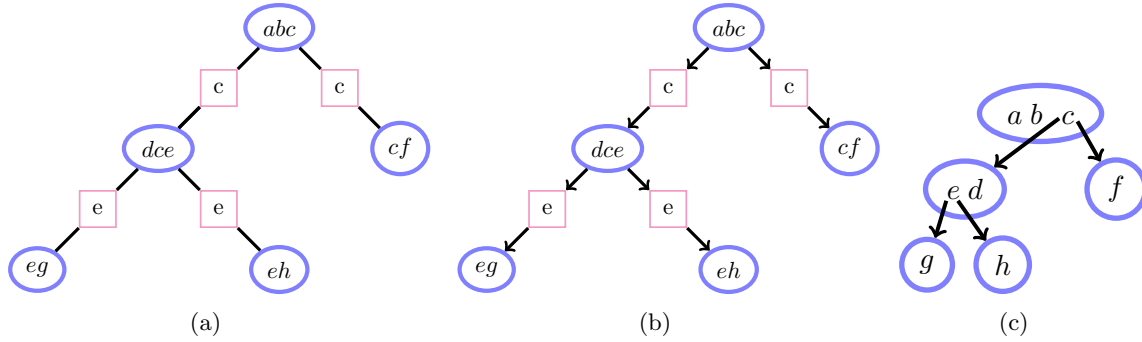 abc
c c
dce cf
e e
eg eh
(a)
abc
c c
dce cf
e e
eg eh
(b)
a b c
e d f
g h
(c)